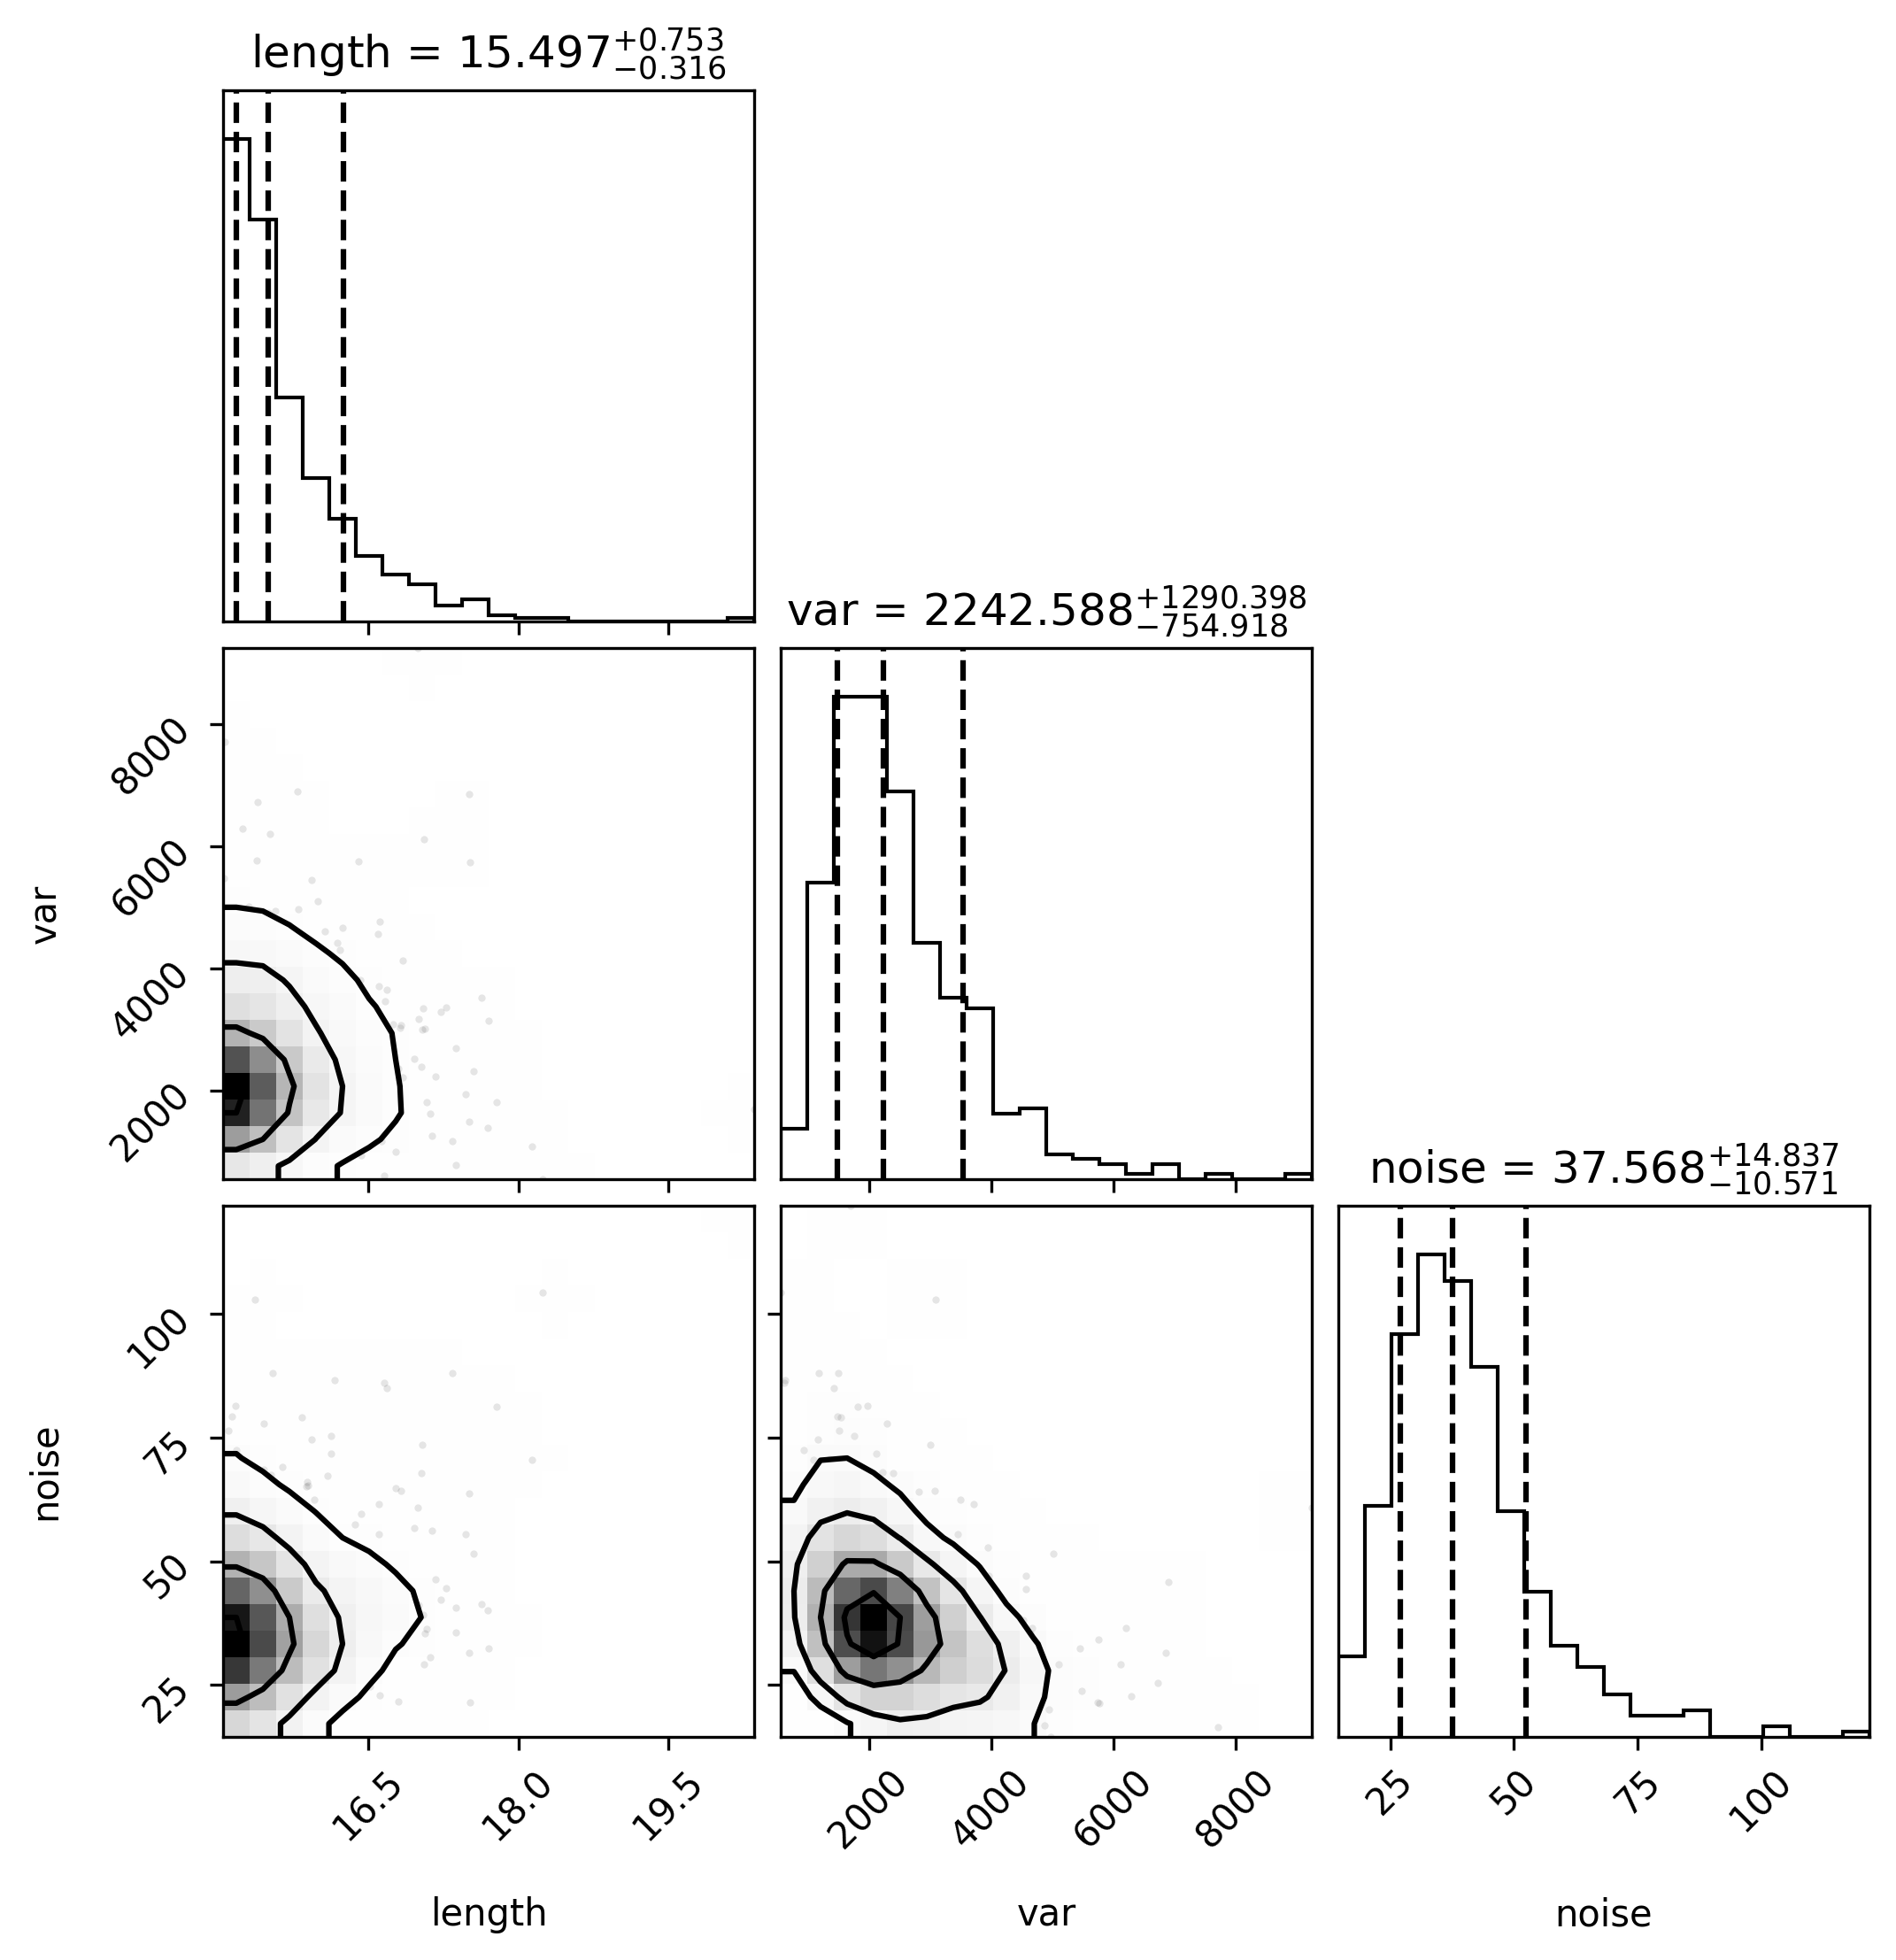 length = 15.497 +0.753 −0.316
var = 2242.588 +1290.398 −754.918
8000
6000
4000
2000
var
noise = 37.568 +14.837 −10.571
100
75
50
25
noise
16.5 18.0 19.5 2000 4000 6000 8000 25 50 75 100
length var noise